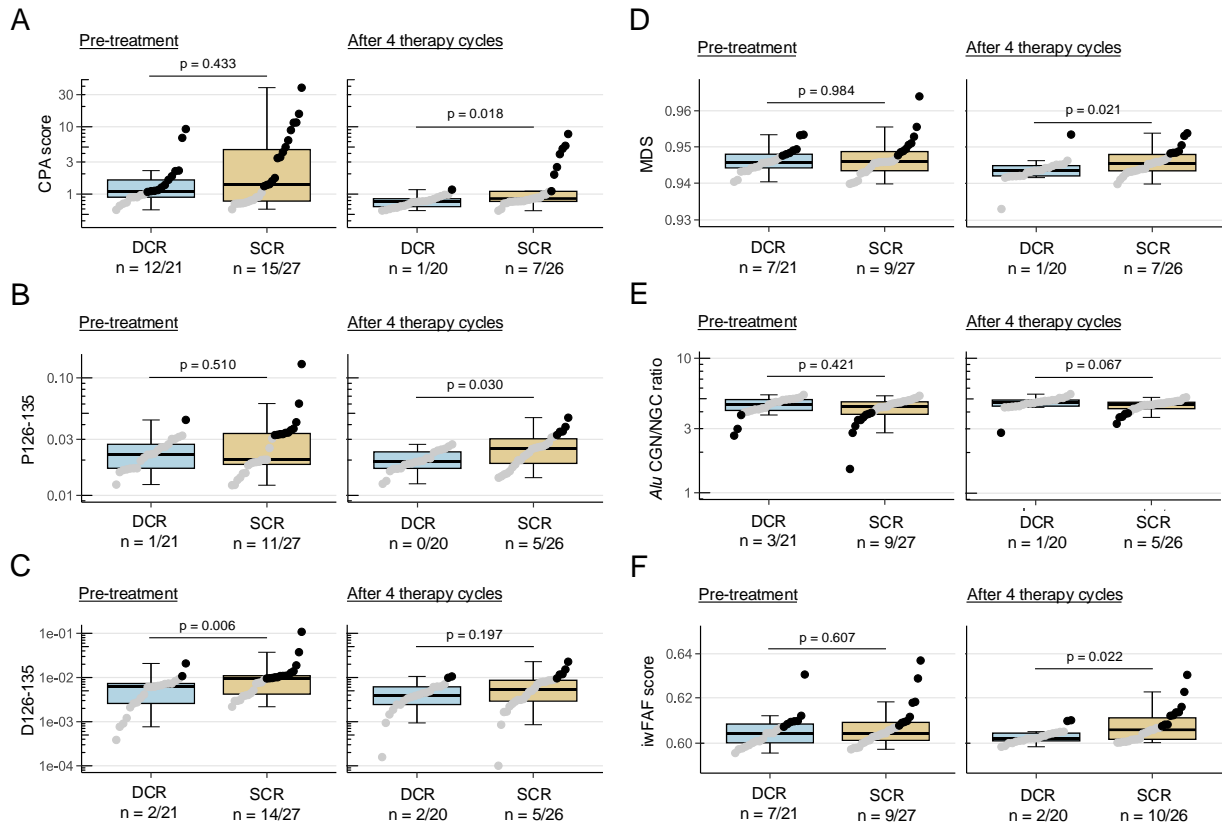 A
Pre-treatment
After 4 therapy cycles
p = 0.433
p = 0.018
CPA score
30
10
3
1
DCR
n = 12/21
SCR
n = 15/27
DCR
n = 1/20
SCR
n = 7/26
B
Pre-treatment
After 4 therapy cycles
p = 0.510
p = 0.030
P126-135
0.10
0.03
0.01
DCR
n = 1/21
SCR
n = 11/27
DCR
n = 0/20
SCR
n = 5/26
C
Pre-treatment
After 4 therapy cycles
p = 0.006
p = 0.197
D126-135
1e-01
1e-02
1e-03
1e-04
DCR
n = 2/21
SCR
n = 14/27
DCR
n = 2/20
SCR
n = 5/26
D
Pre-treatment
After 4 therapy cycles
p = 0.984
p = 0.021
MDS
0.96
0.95
0.94
0.93
DCR
n = 7/21
SCR
n = 9/27
DCR
n = 1/20
SCR
n = 7/26
E
Pre-treatment
After 4 therapy cycles
p = 0.421
p = 0.067
Alu CGN/NGC ratio
10
3
1
DCR
n = 3/21
SCR
n = 9/27
DCR
n = 1/20
SCR
n = 5/26
F
Pre-treatment
After 4 therapy cycles
p = 0.607
p = 0.022
iwFAF score
0.64
0.62
0.60
DCR
n = 7/21
SCR
n = 9/27
DCR
n = 2/20
SCR
n = 10/26